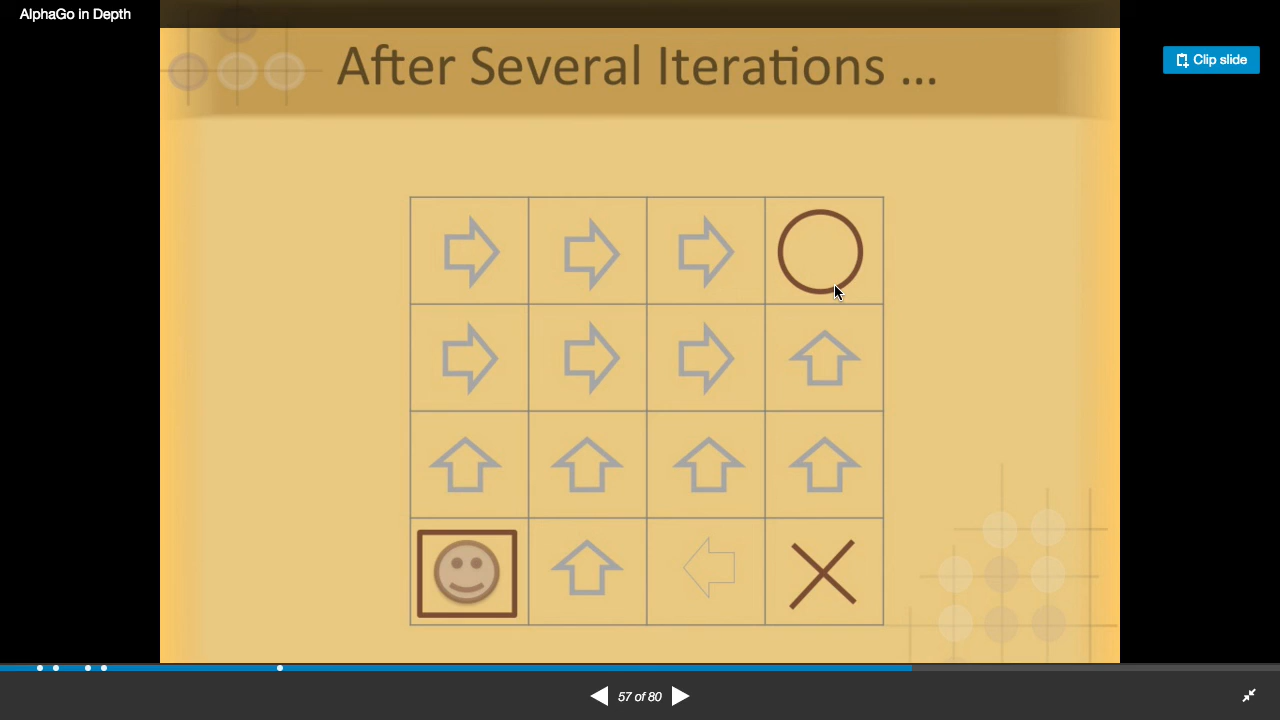 AlphaGo in Depth
After Several Iterations ...
Clip slide
57 of 80